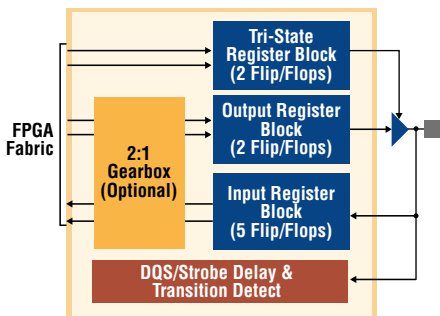 Tri-State
Register Block
(2 Flip/Flops)
FPGA
Fabric
2:1
Gearbox
(Optional)
Output Register
Block
(2 Flip/Flops)
Input Register
Block
(5 Flip/Flops)
DQS/Strobe Delay &
Transition Detect